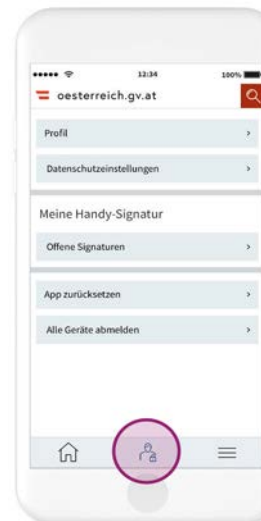 12:34 100%
oesterreich.gv.at
Profil
Datenschutzeinstellungen
Meine Handy-Signatur
Offene Signaturen
App zurücksetzen
Alle Geräte abmelden